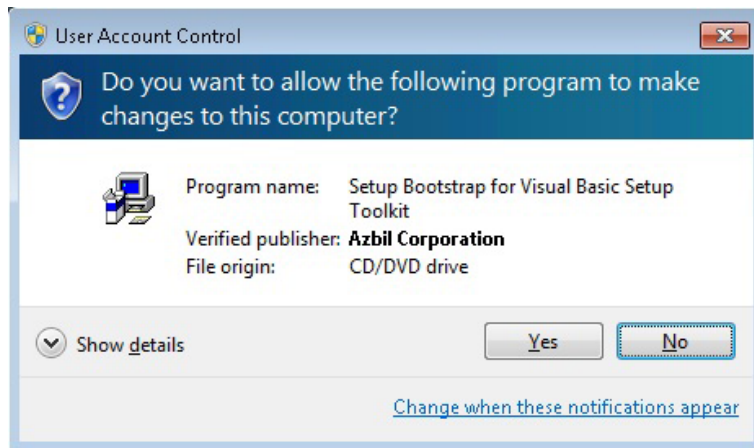 User Account Control
Do you want to allow the following program to make
changes to this computer?
Program name: Setup Bootstrap for Visual Basic Setup
Toolkit
Verified publisher: Azbil Corporation
File origin: CD/DVD drive
Show details Yes No
Change when these notifications appear